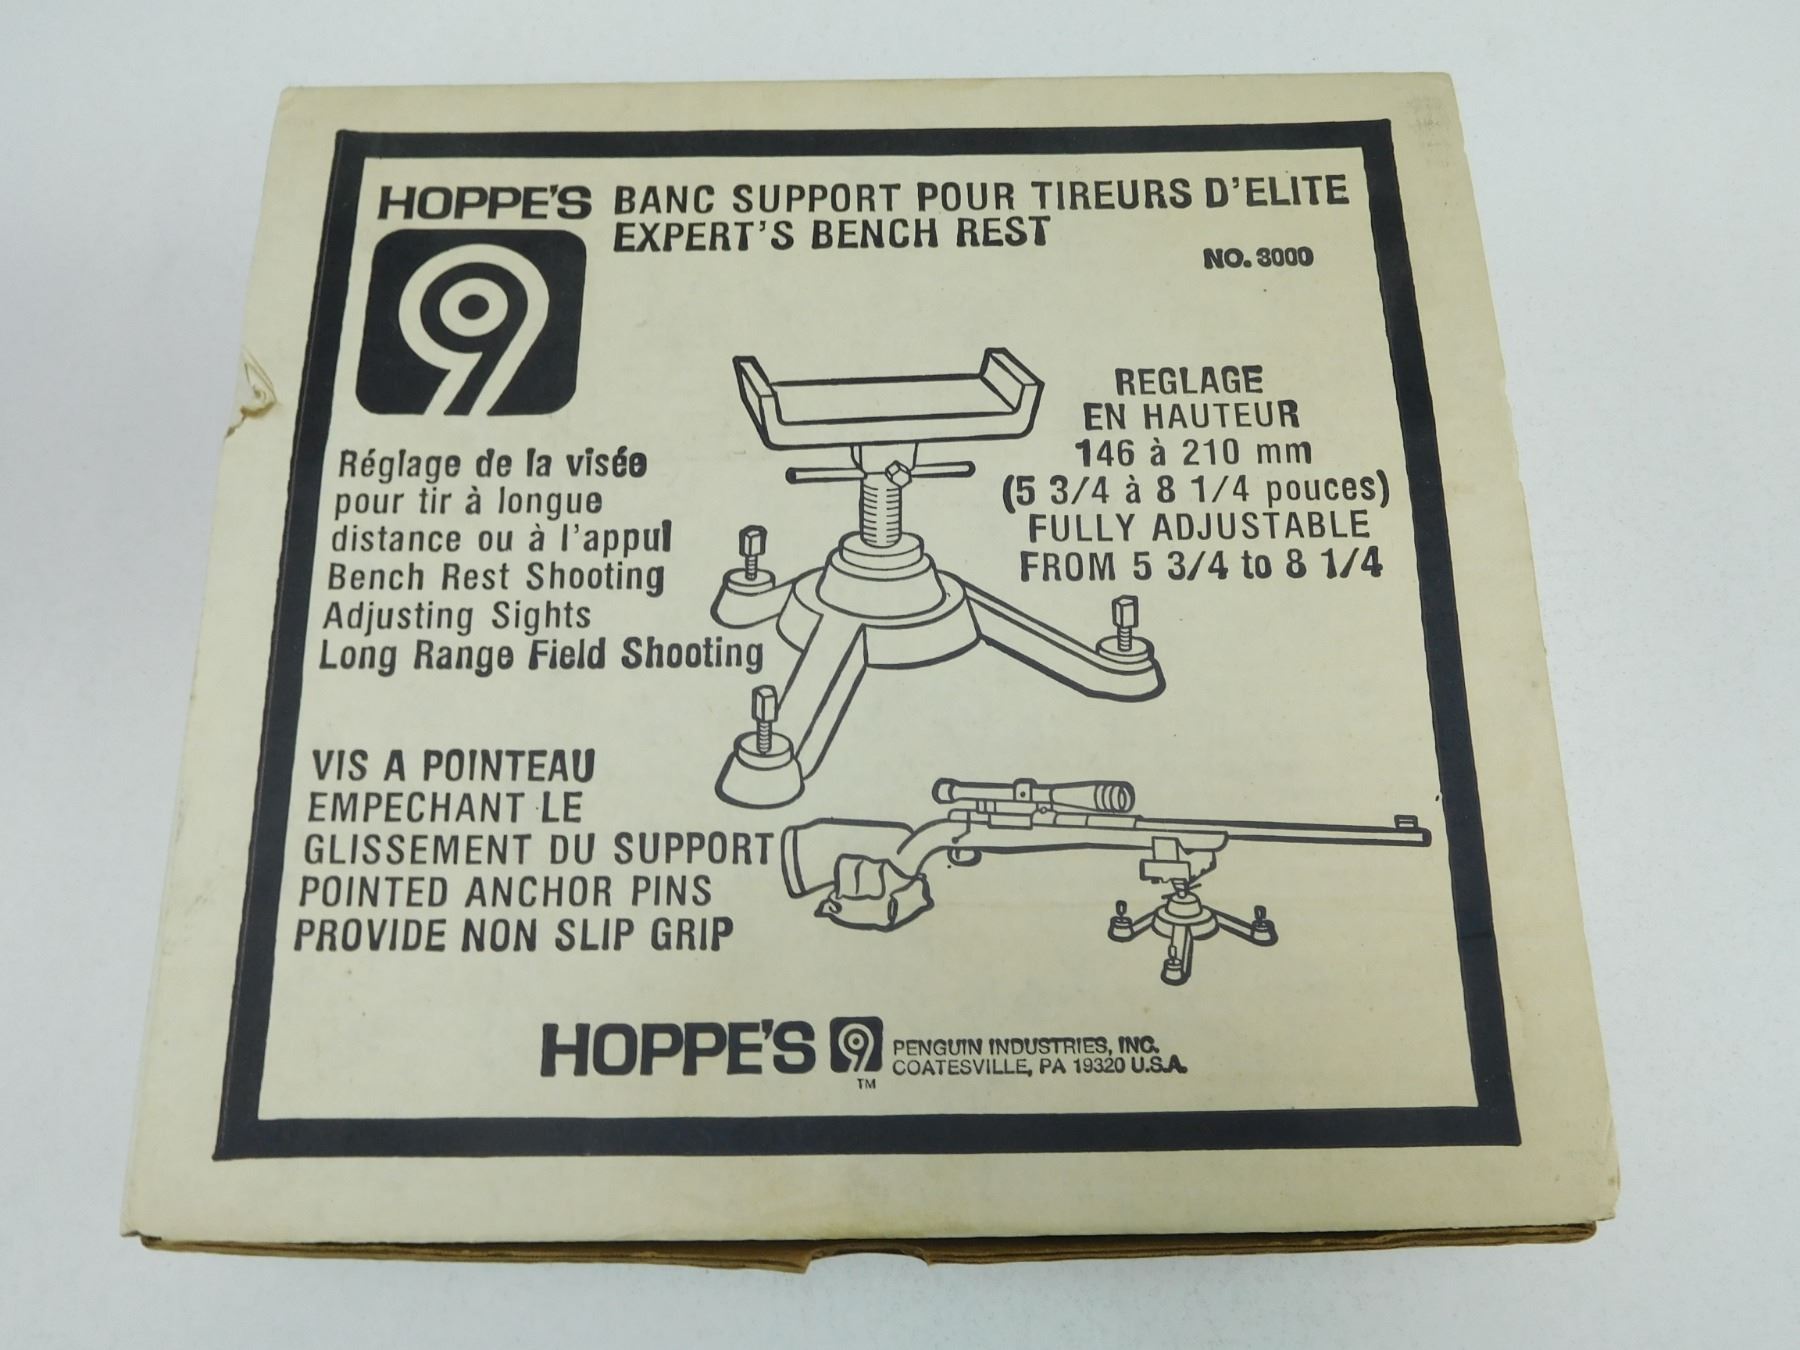 HOPPE'S BANC SUPPORT POUR TIREURS D'ELITE
EXPERT'S BENCH REST
NO. 3000
9
REGLAGE
EN HAUTEUR
146 à 210 mm
(5 3/4 à 8 1/4 pouces)
FULLY ADJUSTABLE
FROM 5 3/4 to 8 1/4
Réglage de la visée
pour tir à longue
distance ou à l'appui
Bench Rest Shooting
Adjusting Sights
Long Range Field Shooting
VIS A POINTEAU
EMPECHANT LE
GLISSEMENT DU SUPPORT
POINTED ANCHOR PINS
PROVIDE NON SLIP GRIP
HOPPE'S 9 TM
PENGUIN INDUSTRIES, INC.
COATESVILLE, PA 19320 U.S.A.